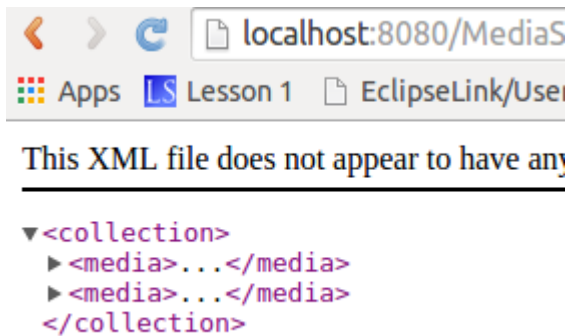 localhost:8080/MediaS
Apps LS Lesson 1 EclipseLink/User
This XML file does not appear to have any
▼<collection>
▶<media>...</media>
▶<media>...</media>
</collection>